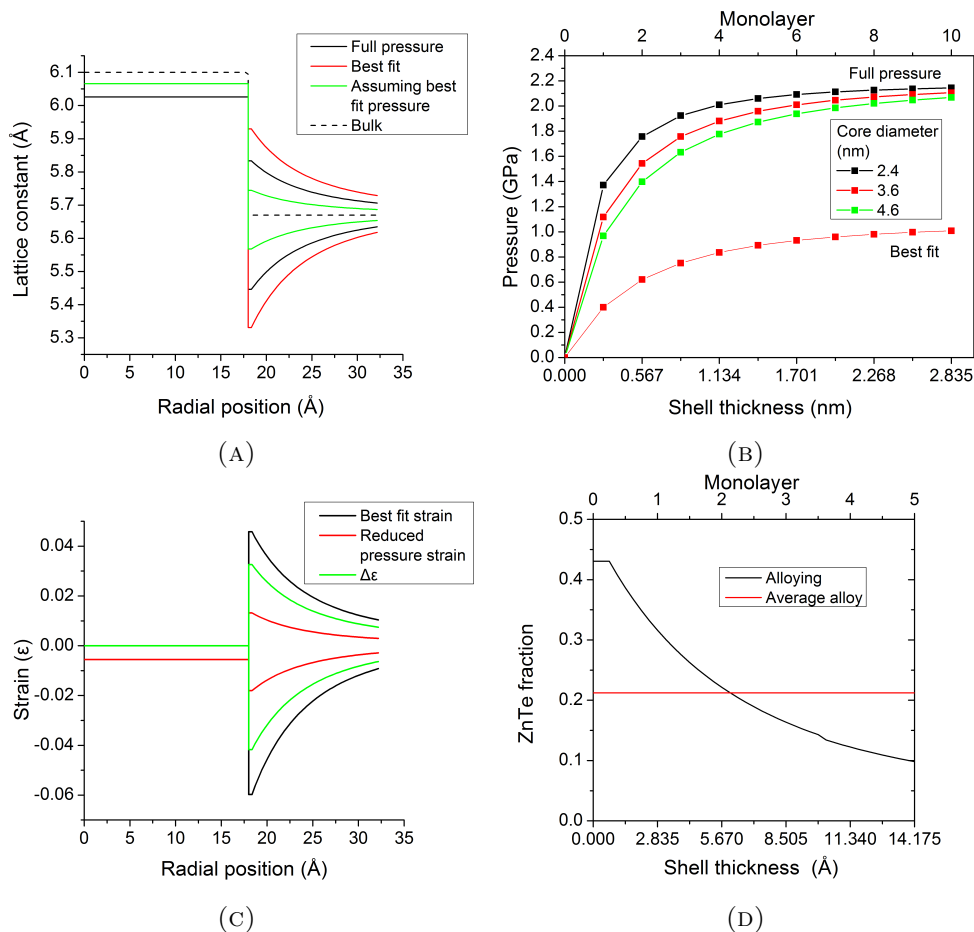 Full pressure
Best fit
Assuming best
fit pressure
Bulk
6.1
6.0
5.9
5.8
5.7
5.6
5.5
5.4
5.3
Lattice constant (Å)
0 5 10 15 20 25 30 35
Radial position (Å)
(A)
Monolayer
0 2 4 6 8 10
2.4
2.2
2.0
1.8
1.6
1.4
1.2
1.0
0.8
0.6
0.4
0.2
0.0
Pressure (GPa)
Full pressure
Core diameter
(nm)
2.4
3.6
4.6
Best fit
0.000 0.567 1.134 1.701 2.268 2.835
Shell thickness (nm)
(B)
Best fit strain
Reduced
pressure strain
Δε
0.04
0.02
0.00
-0.02
-0.04
-0.06
Strain (ε)
0 5 10 15 20 25 30 35
Radial position (Å)
(C)
Monolayer
0 1 2 3 4 5
0.5
0.4
0.3
0.2
0.1
0.0
ZnTe fraction
Alloying
Average alloy
0.000 2.835 5.670 8.505 11.340 14.175
Shell thickness (Å)
(D)